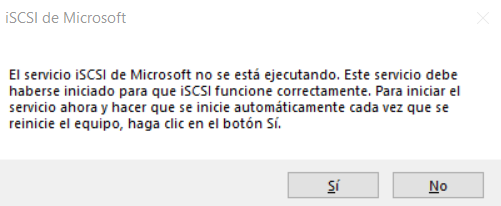 iSCSI de Microsoft
El servicio iSCSI de Microsoft no se está ejecutando. Este servicio debe
haberse iniciado para que iSCSI funcione correctamente. Para iniciar el
servicio ahora y hacer que se inicie automáticamente cada vez que se
reinicie el equipo, haga clic en el botón Sí.
Sí No